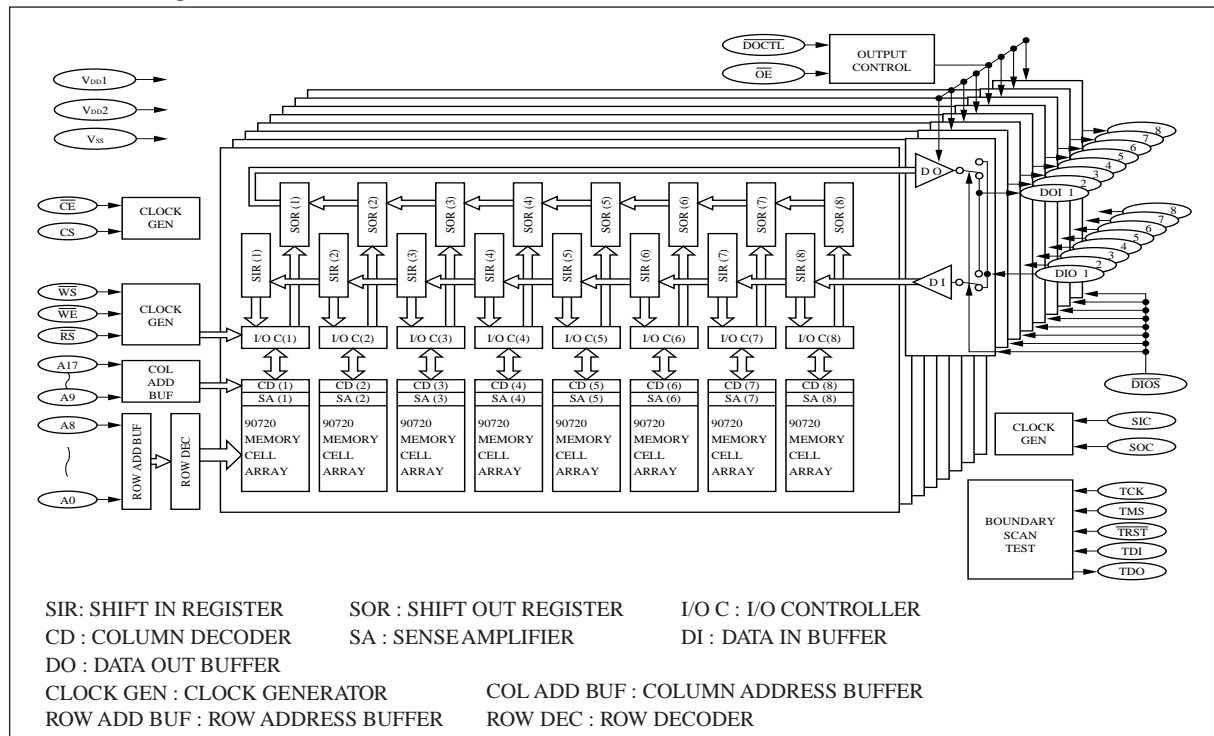 DOCTL
OE
OUTPUT
CONTROL
VDD1
VDD2
VSS
8
7
6
5
4
3
2
DOI 1
D O
CE
CS
CLOCK
GEN
SOR (1)
SOR (2)
SOR (3)
SOR (4)
SOR (5)
SOR (6)
SOR (7)
SOR (8)
SIR (1)
SIR (2)
SIR (3)
SIR (4)
SIR (5)
SIR (6)
SIR (7)
SIR (8)
8
7
6
5
4
3
2
DIO 1
D I
WS
WE
RS
CLOCK
GEN
I/O C(1)
I/O C(2)
I/O C(3)
I/O C(4)
I/O C(5)
I/O C(6)
I/O C(7)
I/O C(8)
A17
A9
COL
ADD
BUF
CD (1)
CD (2)
CD (3)
CD (4)
CD (5)
CD (6)
CD (7)
CD (8)
SA (1)
SA (2)
SA (3)
SA (4)
SA (5)
SA (6)
SA (7)
SA (8)
DIOS
A8
A0
ROW ADD BUF
ROW DEC
90720
MEMORY
CELL
ARRAY
90720
MEMORY
CELL
ARRAY
90720
MEMORY
CELL
ARRAY
90720
MEMORY
CELL
ARRAY
90720
MEMORY
CELL
ARRAY
90720
MEMORY
CELL
ARRAY
90720
MEMORY
CELL
ARRAY
90720
MEMORY
CELL
ARRAY
CLOCK
GEN
SIC
SOC
BOUNDARY
SCAN
TEST
TCK
TMS
TRST
TDI
TDO
SIR: SHIFT IN REGISTER SOR : SHIFT OUT REGISTER I/O C : I/O CONTROLLER
CD : COLUMN DECODER SA : SENSE AMPLIFIER DI : DATA IN BUFFER
DO : DATA OUT BUFFER
CLOCK GEN : CLOCK GENERATOR COL ADD BUF : COLUMN ADDRESS BUFFER
ROW ADD BUF : ROW ADDRESS BUFFER ROW DEC : ROW DECODER